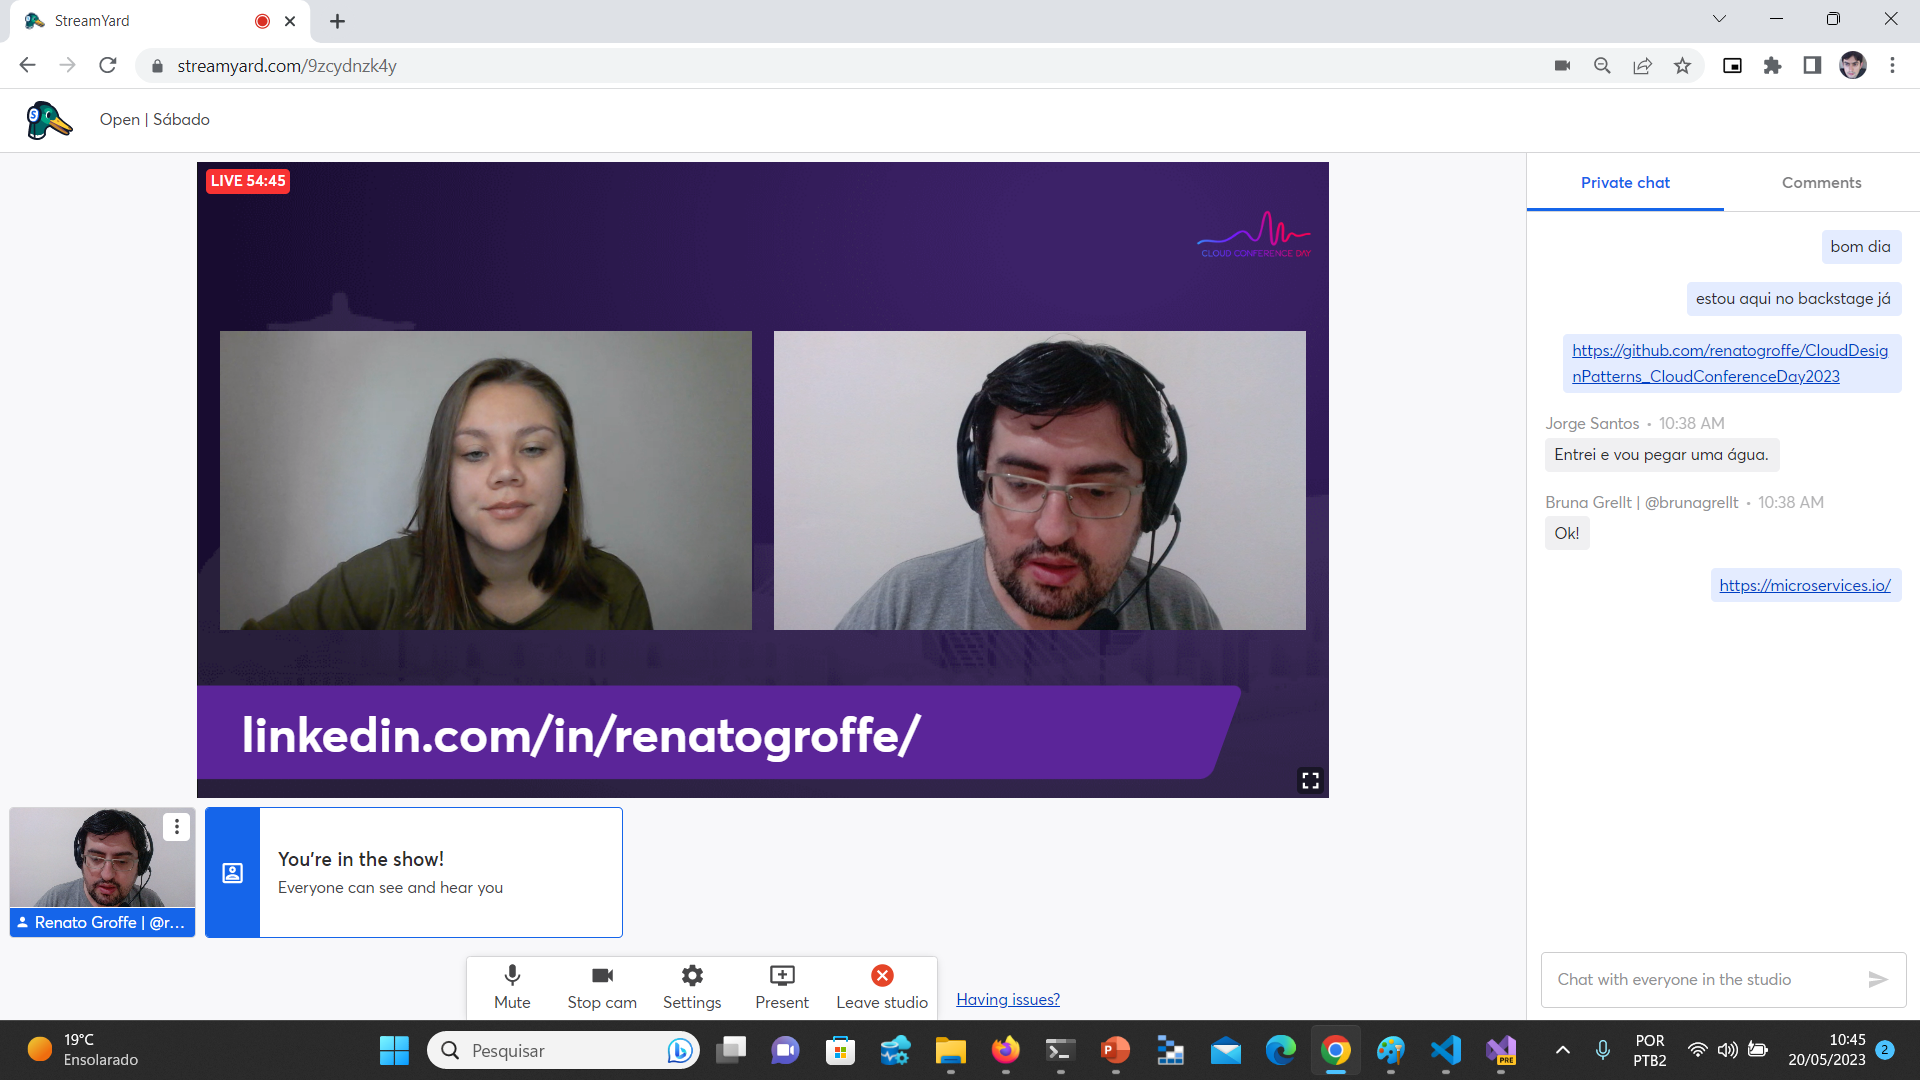 StreamYard
streamyard.com/9zcydnzk4y
Open | Sábado
LIVE 54:45
CLOUD CONFERENCE DAY
linkedin.com/in/renatogroffe/
Renato Groffe | @r...
You're in the show!
Everyone can see and hear you
Mute
Stop cam
Settings
Present
Leave studio
Having issues?
Private chat
Comments
bom dia
estou aqui no backstage já
https://github.com/renatogroffe/CloudDesig
nPatterns_CloudConferenceDay2023
Jorge Santos • 10:38 AM
Entrei e vou pegar uma água.
Bruna Grellt | @brunagrellt • 10:38 AM
Ok!
https://microservices.io/
Chat with everyone in the studio
19°C
Ensolarado
Pesquisar
PRE
POR
PTB2
10:45
20/05/2023
2